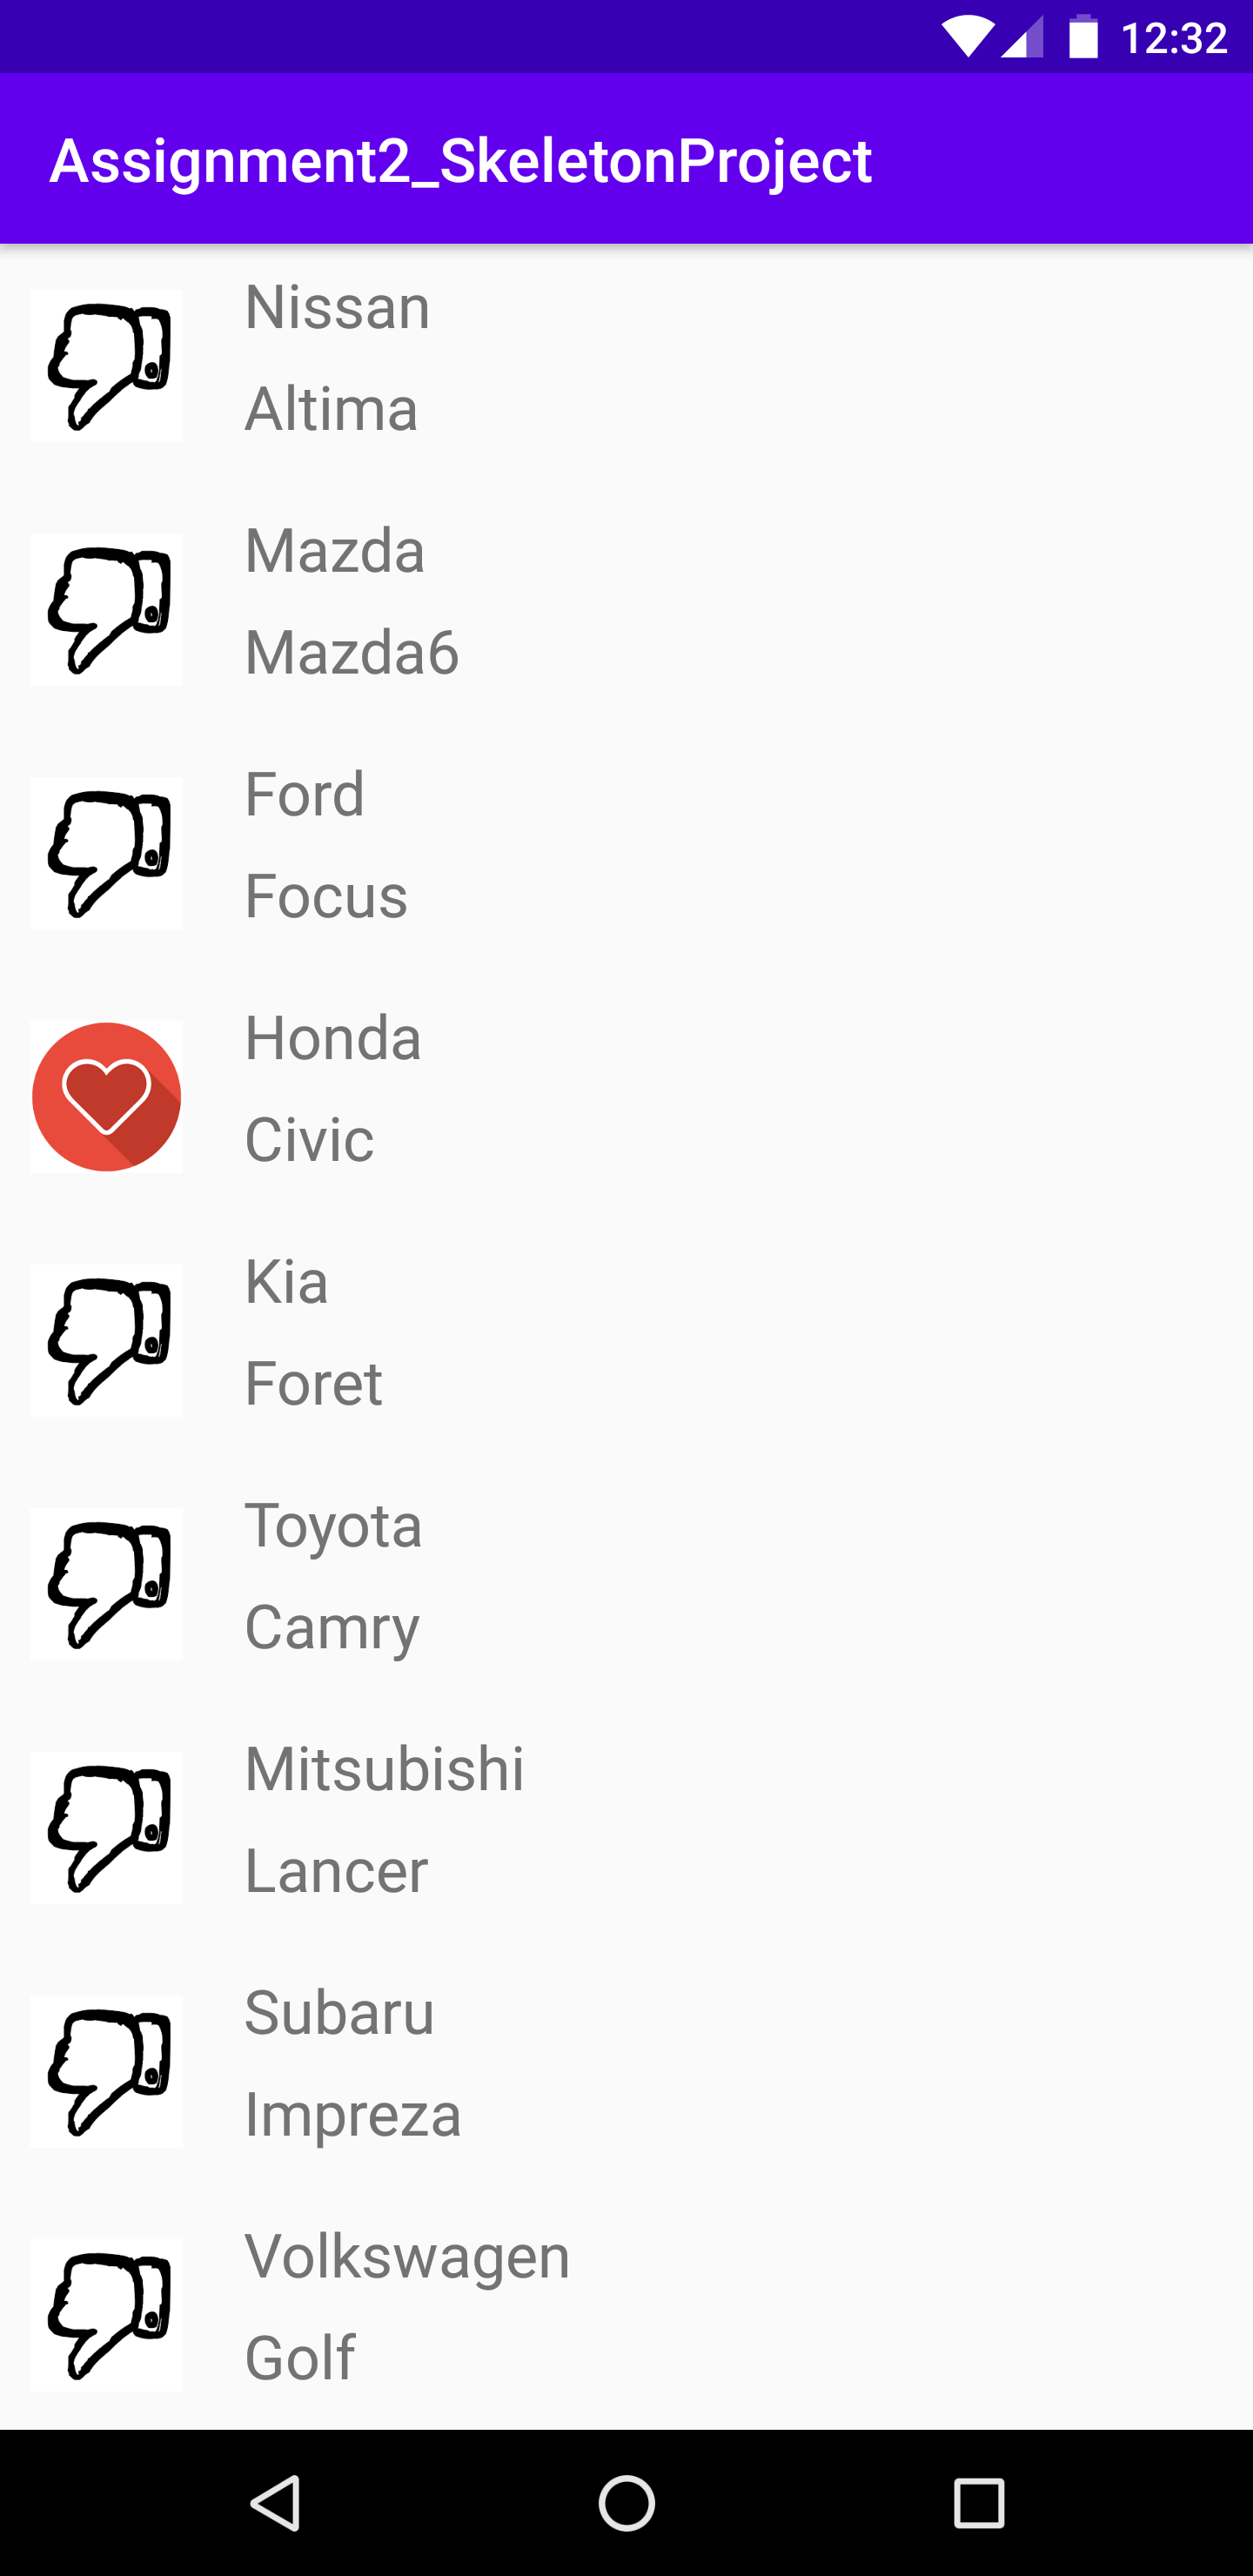 12:32
Assignment2_SkeletonProject
Nissan
Altima
Mazda
Mazda6
Ford
Focus
Honda
Civic
Kia
Foret
Toyota
Camry
Mitsubishi
Lancer
Subaru
Impreza
Volkswagen
Golf